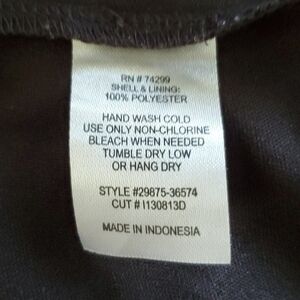 RN # 74299
SHELL & LINING:
100% POLYESTER
HAND WASH COLD
USE ONLY NON-CHLORINE
BLEACH WHEN NEEDED
TUMBLE DRY LOW
OR HANG DRY
STYLE #29875-36574
CUT # I130813D
MADE IN INDONESIA